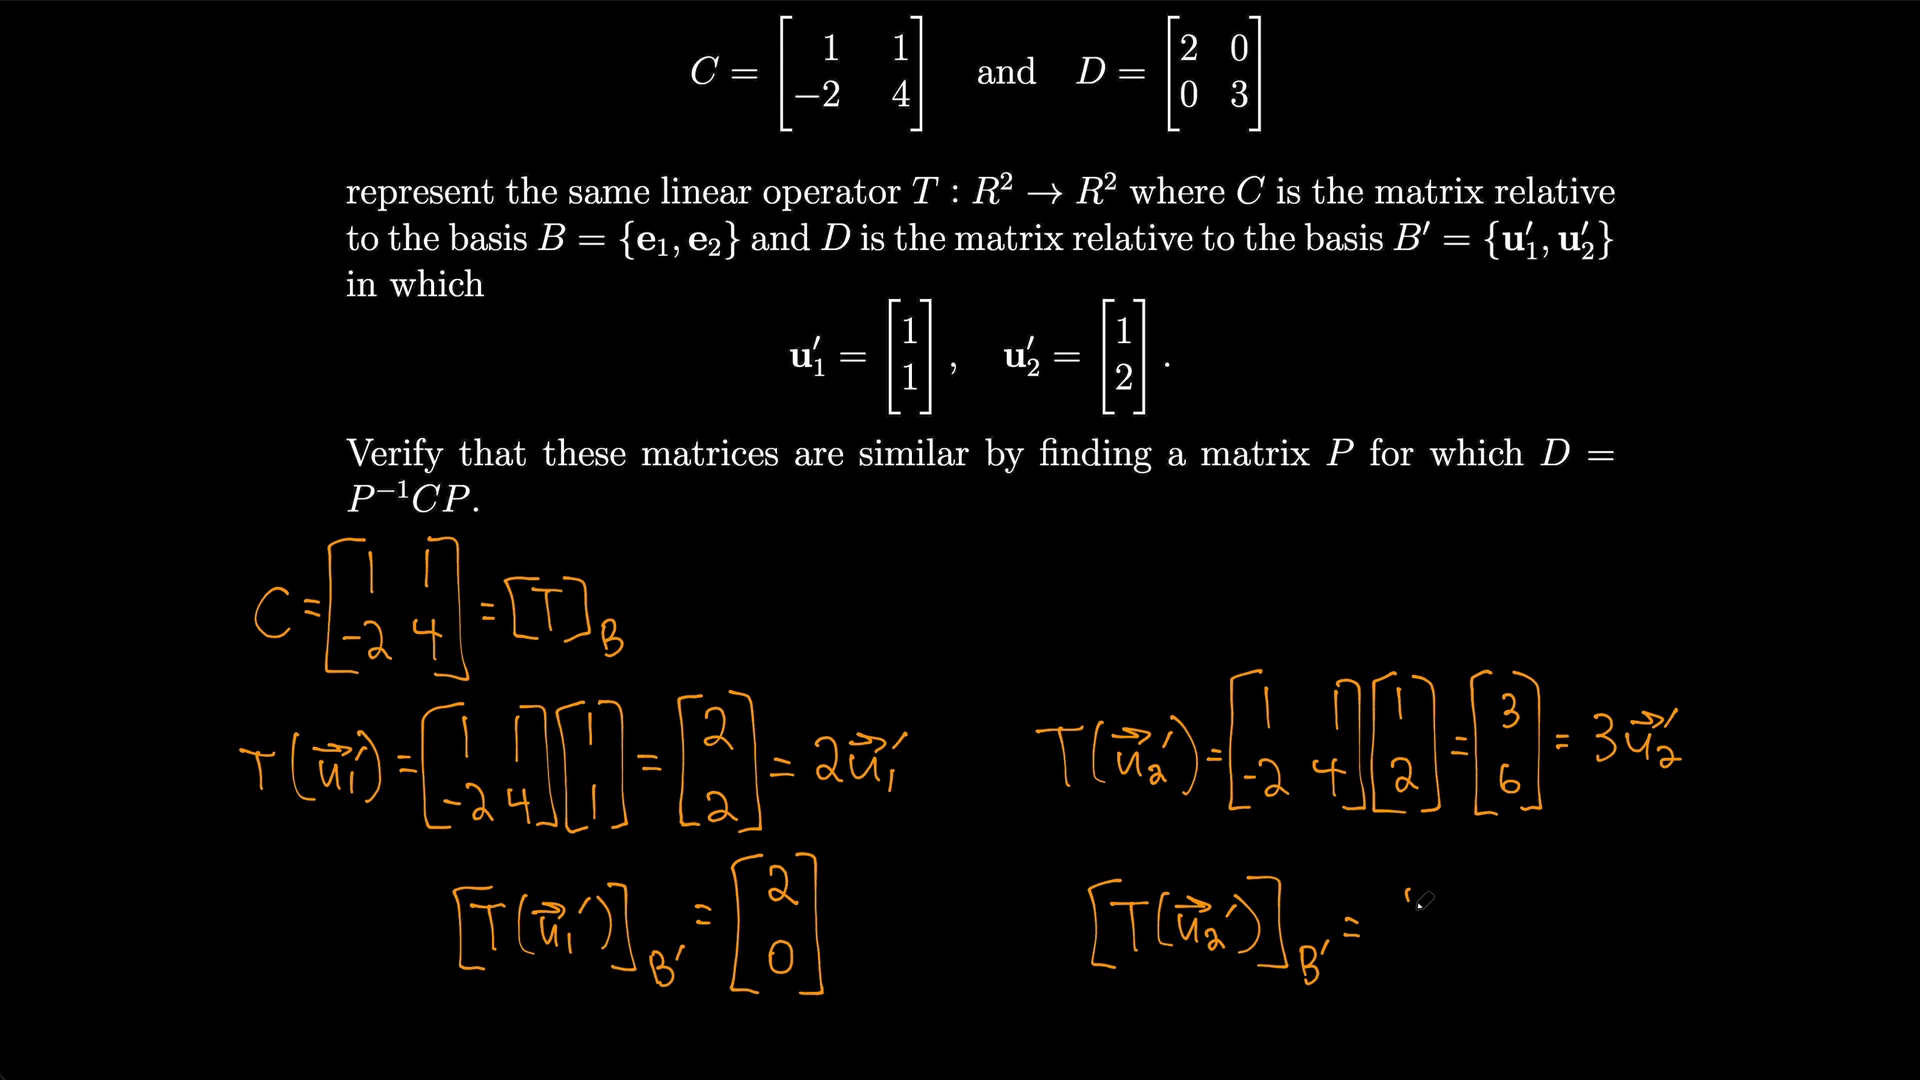 C = [1 1; −2 4] and D = [2 0; 0 3]
represent the same linear operator T : R² → R² where C is the matrix relative
to the basis B = {e₁, e₂} and D is the matrix relative to the basis B′ = {u′₁, u′₂}
in which
u′₁ = [1; 1], u′₂ = [1; 2].
Verify that these matrices are similar by finding a matrix P for which D =
P⁻¹CP.
C = [1 1; -2 4] = [T]_B
T(u⃗₁′) = [1 1; -2 4][1; 1] = [2; 2] = 2u⃗₁′
T(u⃗₂′) = [1 1; -2 4][1; 2] = [3; 6] = 3u⃗₂′
[T(u⃗₁′)]_B′ = [2; 0]
[T(u⃗₂′)]_B′ =